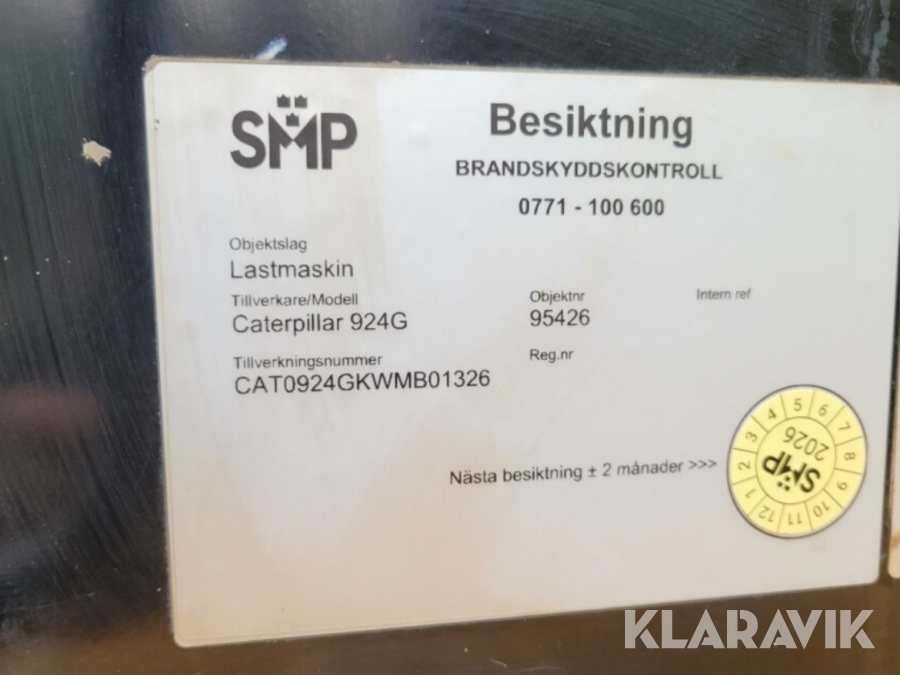 SMP
Besiktning
BRANDSKYDDSKONTROLL
0771 - 100 600
Objektslag
Lastmaskin
Tillverkare/Modell
Caterpillar 924G
Objektnr
95426
Intern ref
Tillverkningsnummer
CAT0924GKWMB01326
Reg.nr
Nästa besiktning ± 2 månader >>>
1 2 3 4 5 6 7 8 9 10 11 12
2026
SMP
KLARAVIK